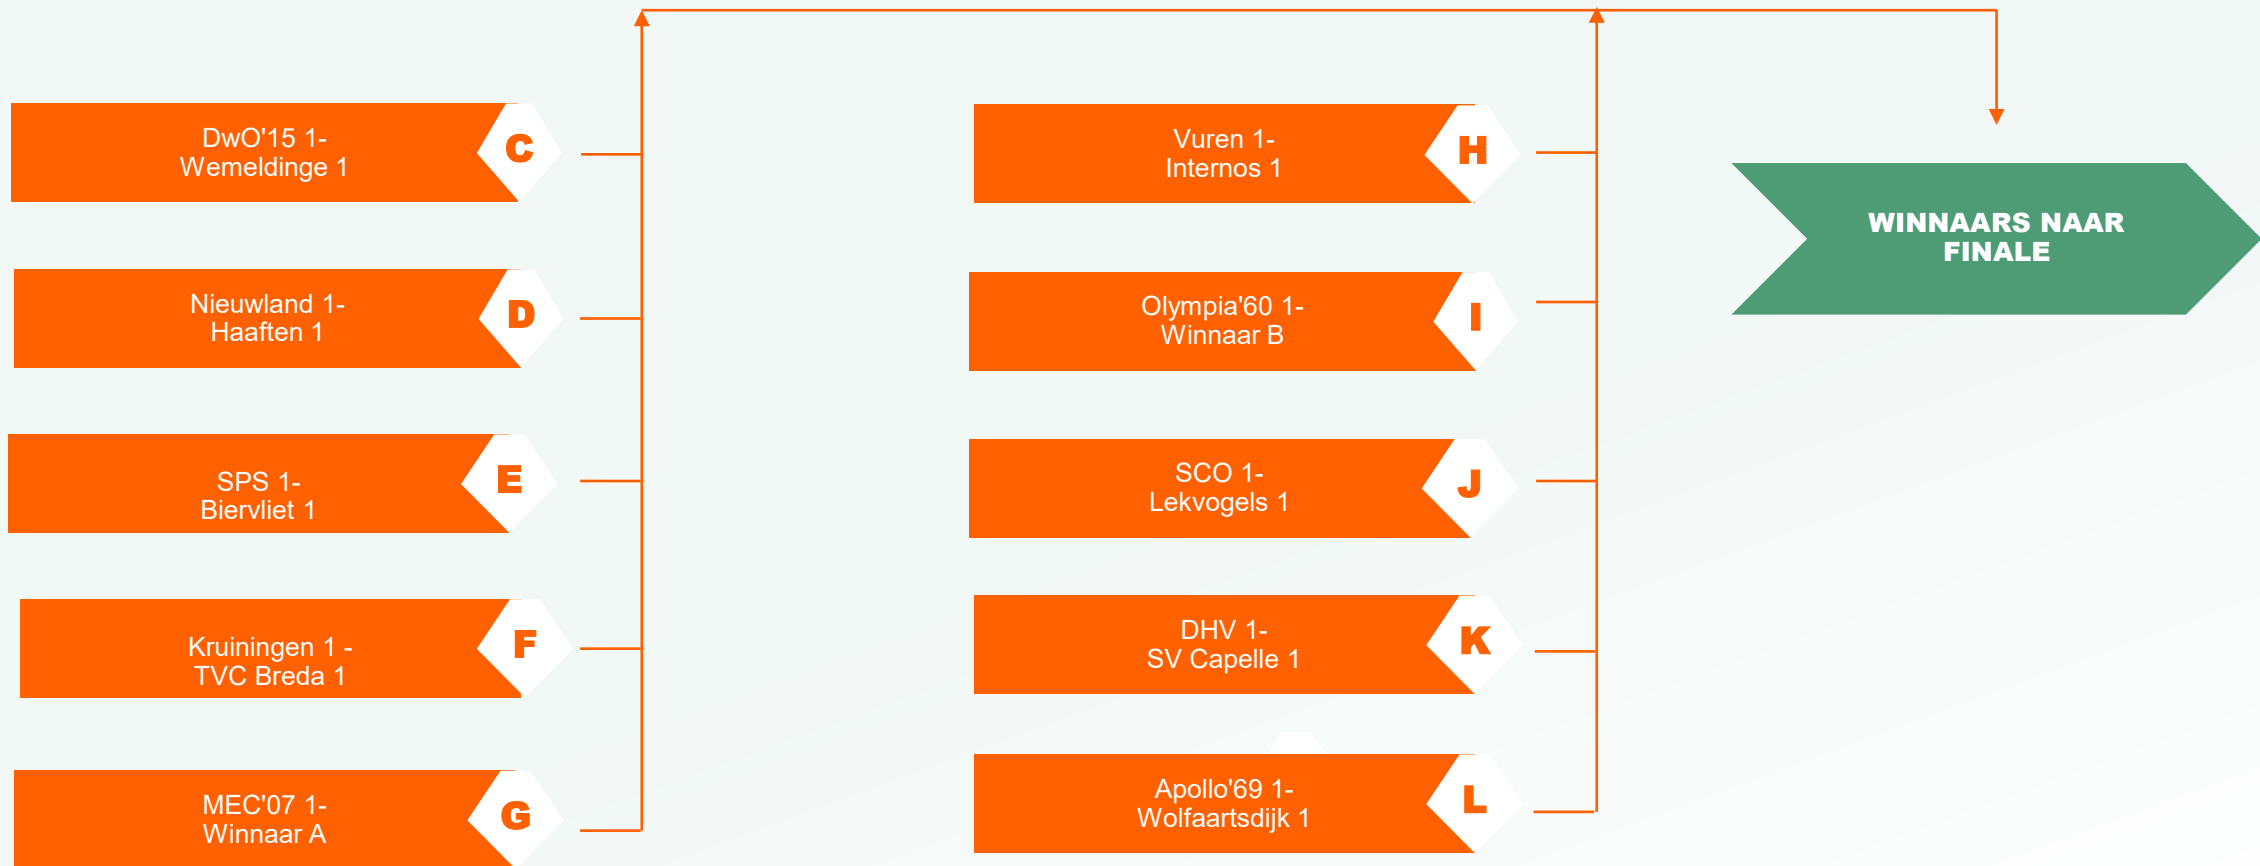 DwO'15 1-
Wemeldinge 1
C
Nieuwland 1-
Haaften 1
D
SPS 1-
Biervliet 1
E
Kruiningen 1 -
TVC Breda 1
F
MEC'07 1-
Winnaar A
G
Vuren 1-
Internos 1
H
Olympia'60 1-
Winnaar B
I
SCO 1-
Lekvogels 1
J
DHV 1-
SV Capelle 1
K
Apollo'69 1-
Wolfaartsdijk 1
L
WINNAARS NAAR
FINALE